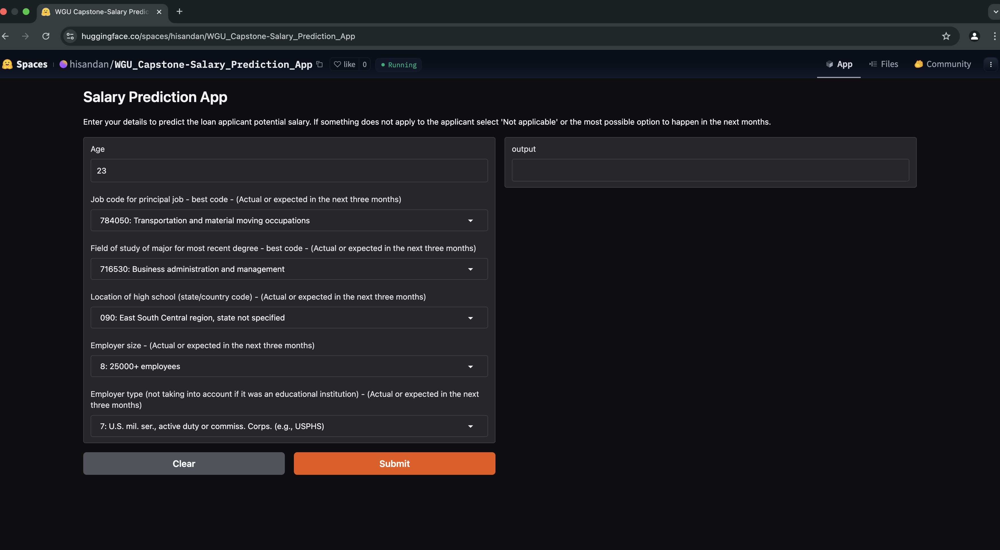 WGU Capstone-Salary Predic
huggingface.co/spaces/hisandan/WGU_Capstone-Salary_Prediction_App
Spaces hisandan/WGU_Capstone-Salary_Prediction_App like 0 Running App Files Community
Salary Prediction App
Enter your details to predict the loan applicant potential salary. If something does not apply to the applicant select 'Not applicable' or the most possible option to happen in the next months.
Age
23
output
Job code for principal job - best code - (Actual or expected in the next three months)
784050: Transportation and material moving occupations
Field of study of major for most recent degree - best code - (Actual or expected in the next three months)
716530: Business administration and management
Location of high school (state/country code) - (Actual or expected in the next three months)
090: East South Central region, state not specified
Employer size - (Actual or expected in the next three months)
8: 25000+ employees
Employer type (not taking into account if it was an educational institution) - (Actual or expected in the next
three months)
7: U.S. mil. ser., active duty or commiss. Corps. (e.g., USPHS)
Clear
Submit